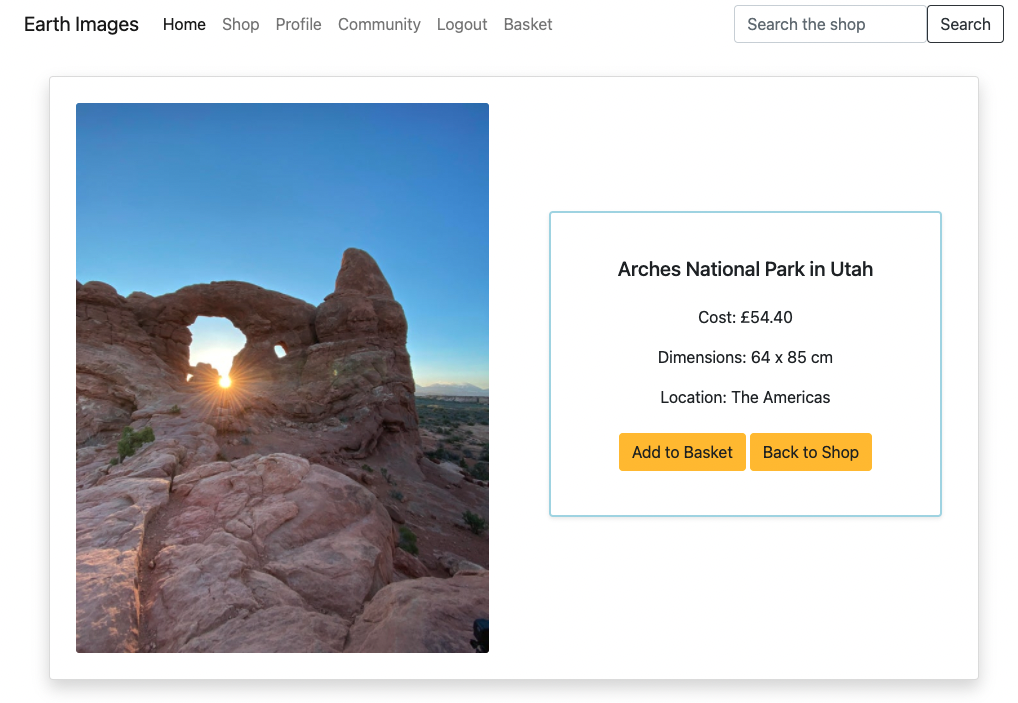 Earth Images Home Shop Profile Community Logout Basket Search the shop Search
Arches National Park in Utah
Cost: £54.40
Dimensions: 64 x 85 cm
Location: The Americas
Add to Basket Back to Shop